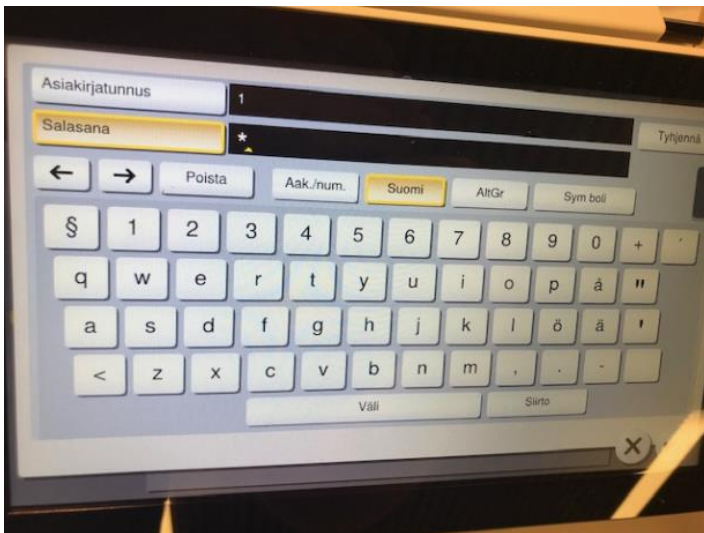 Asiakirjatunnus 1
Salasana * Tyhjennä
← → Poista Aak./num. Suomi AltGr Sym boli
§ 1 2 3 4 5 6 7 8 9 0 + ´
q w e r t y u i o p å "
a s d f g h j k l ö ä '
< z x c v b n m , . -
Väli Siirto